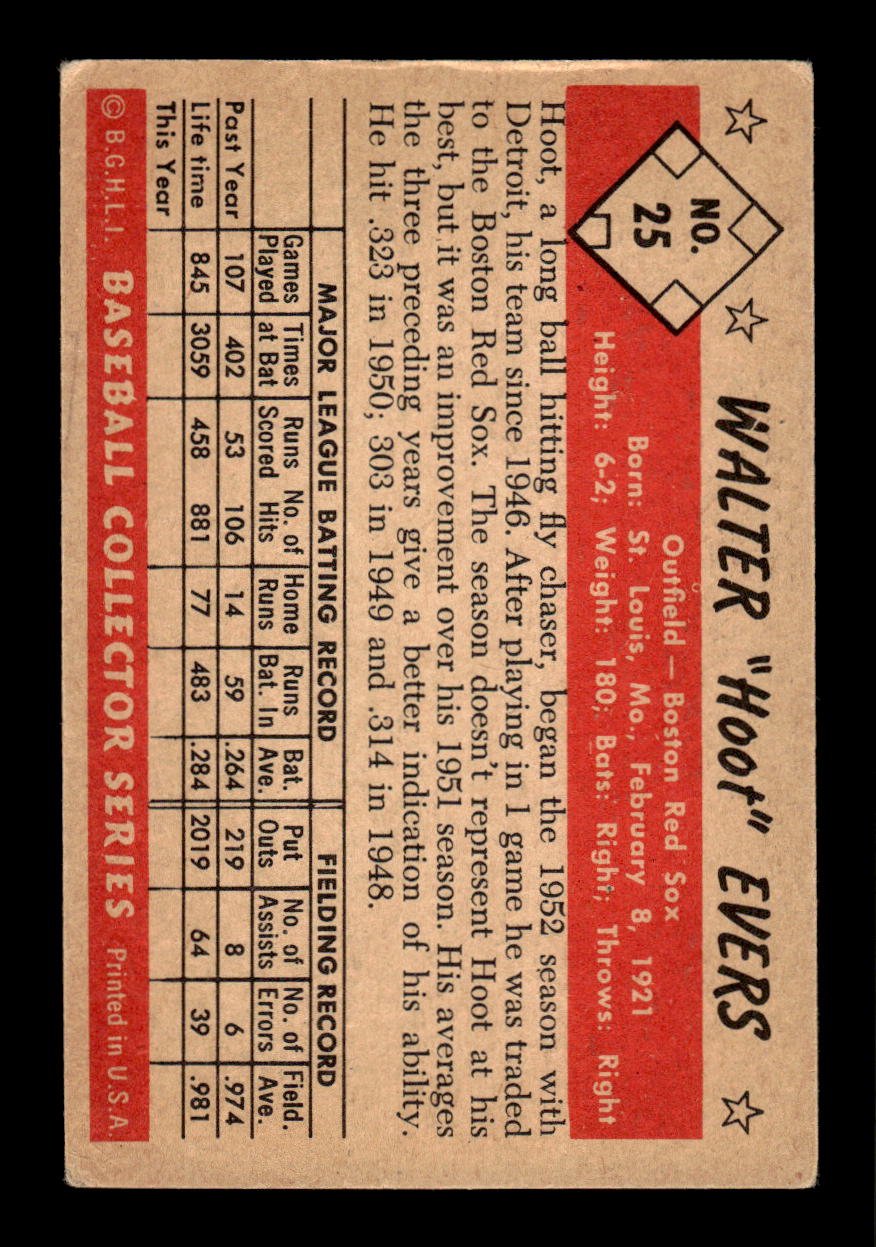 WALTER "Hoot" EVERS
NO.
25
Outfield — Boston Red Sox
Born: St. Louis, Mo., February 8, 1921
Height: 6-2; Weight: 180; Bats: Right; Throws: Right
Hoot, a long ball hitting fly chaser, began the 1952 season with
Detroit, his team since 1946. After playing in 1 game he was traded
to the Boston Red Sox. The season doesn't represent Hoot at his
best, but it was an improvement over his 1951 season. His averages
the three preceding years give a better indication of his ability.
He hit .323 in 1950; 303 in 1949 and .314 in 1948.
MAJOR LEAGUE BATTING RECORD FIELDING RECORD
Games Times Runs No. of Home Runs Bat. Put No. of No. of Field.
Played at Bat Scored Hits Runs Bat. In Ave. Outs Assists Errors Ave.
Past Year 107 402 53 106 14 59 .264 219 8 6 .974
Life time 845 3059 458 881 77 483 .284 2019 64 39 .981
This Year
© B.G.H.L.I. BASEBALL COLLECTOR SERIES Printed in U.S.A.